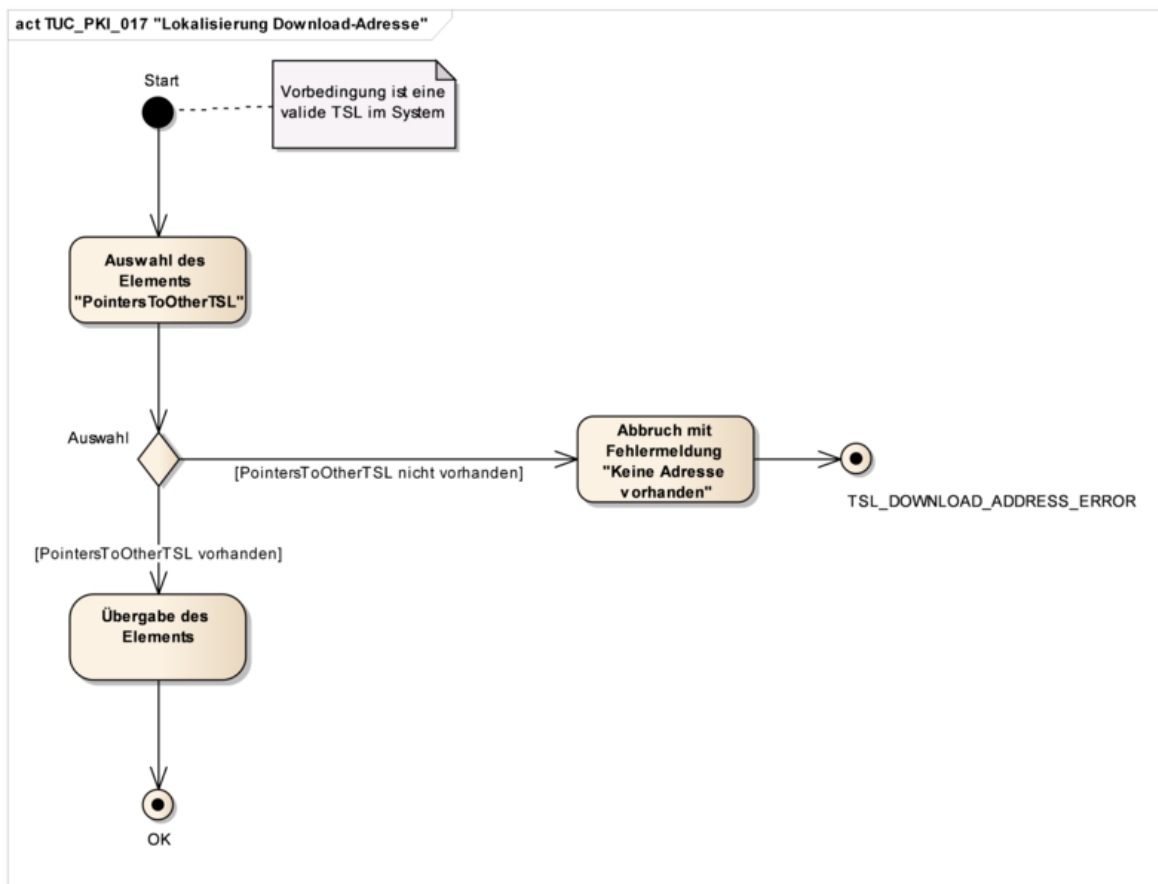 act TUC_PKI_017 "Lokalisierung Download-Adresse"
Start
Vorbedingung ist eine
valide TSL im System
Auswahl des
Elements
"PointersToOtherTSL"
Auswahl
[PointersToOtherTSL nicht vorhanden]
Abbruch mit
Fehlermeldung
"Keine Adresse
vorhanden"
TSL_DOWNLOAD_ADDRESS_ERROR
[PointersToOtherTSL vorhanden]
Übergabe des
Elements
OK